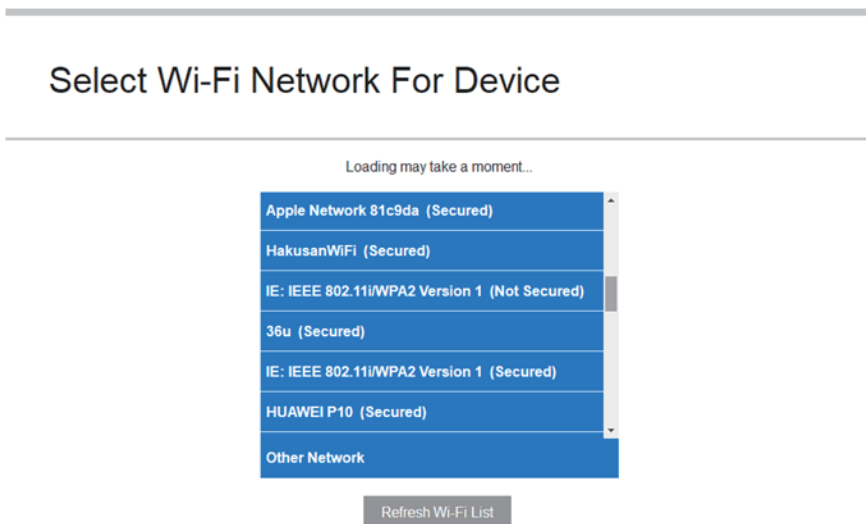 Select Wi-Fi Network For Device
Loading may take a moment...
Apple Network 81c9da (Secured)
HakusanWiFi (Secured)
IE: IEEE 802.11i/WPA2 Version 1 (Not Secured)
36u (Secured)
IE: IEEE 802.11i/WPA2 Version 1 (Secured)
HUAWEI P10 (Secured)
Other Network
Refresh Wi-Fi List